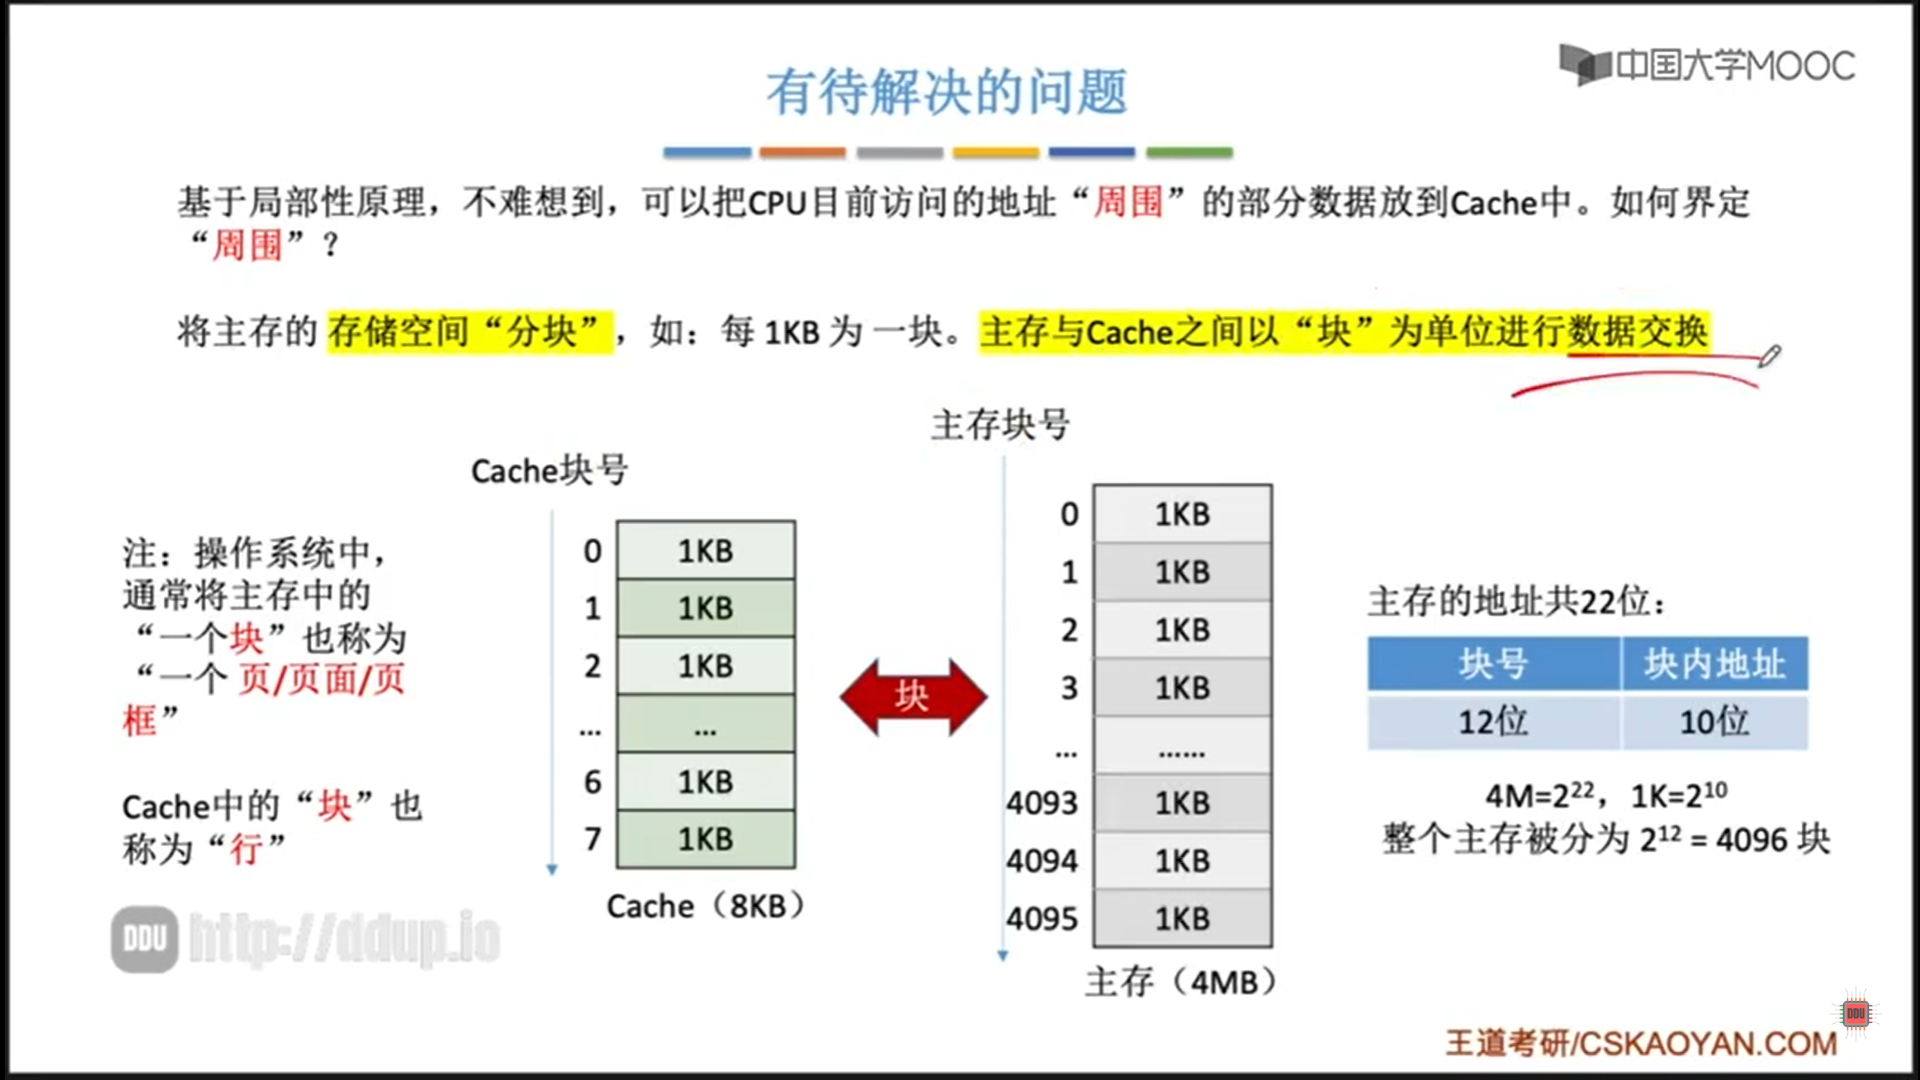 中国大学MOOC
有待解决的问题
基于局部性原理，不难想到，可以把CPU目前访问的地址“周围”的部分数据放到Cache中。如何界定
“周围”？
将主存的 存储空间“分块”，如：每 1KB 为 一块。主存与Cache之间以“块”为单位进行数据交换
注：操作系统中，
通常将主存中的
“一个块”也称为
“一个 页/页面/页
框”
Cache中的“块”也
称为“行”
Cache块号
0 1KB
1 1KB
2 1KB
... ...
6 1KB
7 1KB
Cache（8KB）
块
主存块号
0 1KB
1 1KB
2 1KB
3 1KB
... ......
4093 1KB
4094 1KB
4095 1KB
主存（4MB）
主存的地址共22位：
块号 块内地址
12位 10位
4M=2²²，1K=2¹⁰
整个主存被分为 2¹² = 4096 块
DDU http://ddup.io
DDU
王道考研/CSKAOYAN.COM